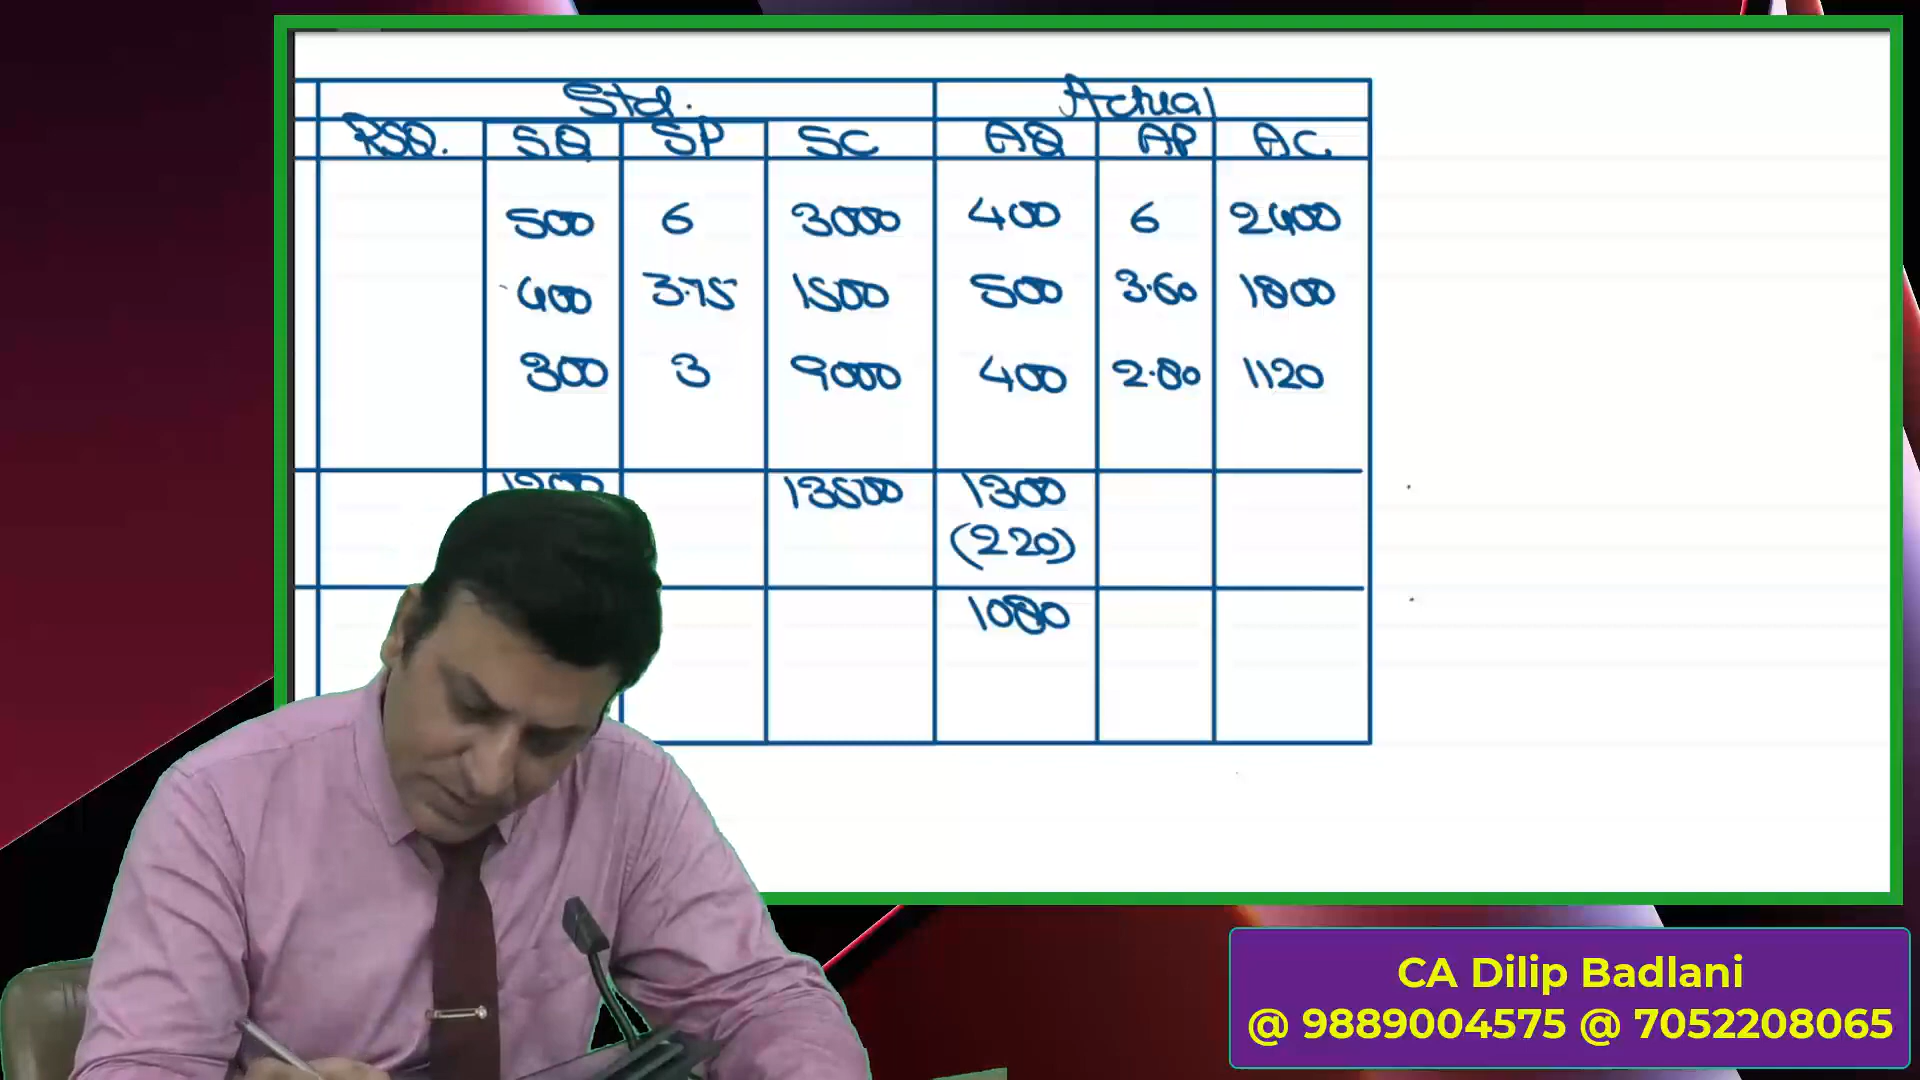 Std. Actual
RSQ. SQ SP SC AQ AP AC
500 6 3000 400 6 2400
400 3.75 1500 500 3.60 1800
300 3 9000 400 2.80 1120
13500 1300
(220)
1080
CA Dilip Badlani
@ 9889004575 @ 7052208065